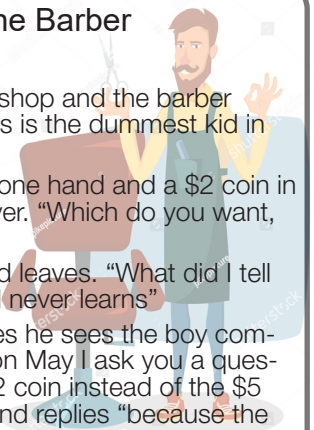 ne Barber
shop and the barber
s is the dummest kid in
one hand and a $2 coin in
ver. “Which do you want,
d leaves. “What did I tell
l never learns”
es he sees the boy com-
on May I ask you a ques-
2 coin instead of the $5
nd replies “because the